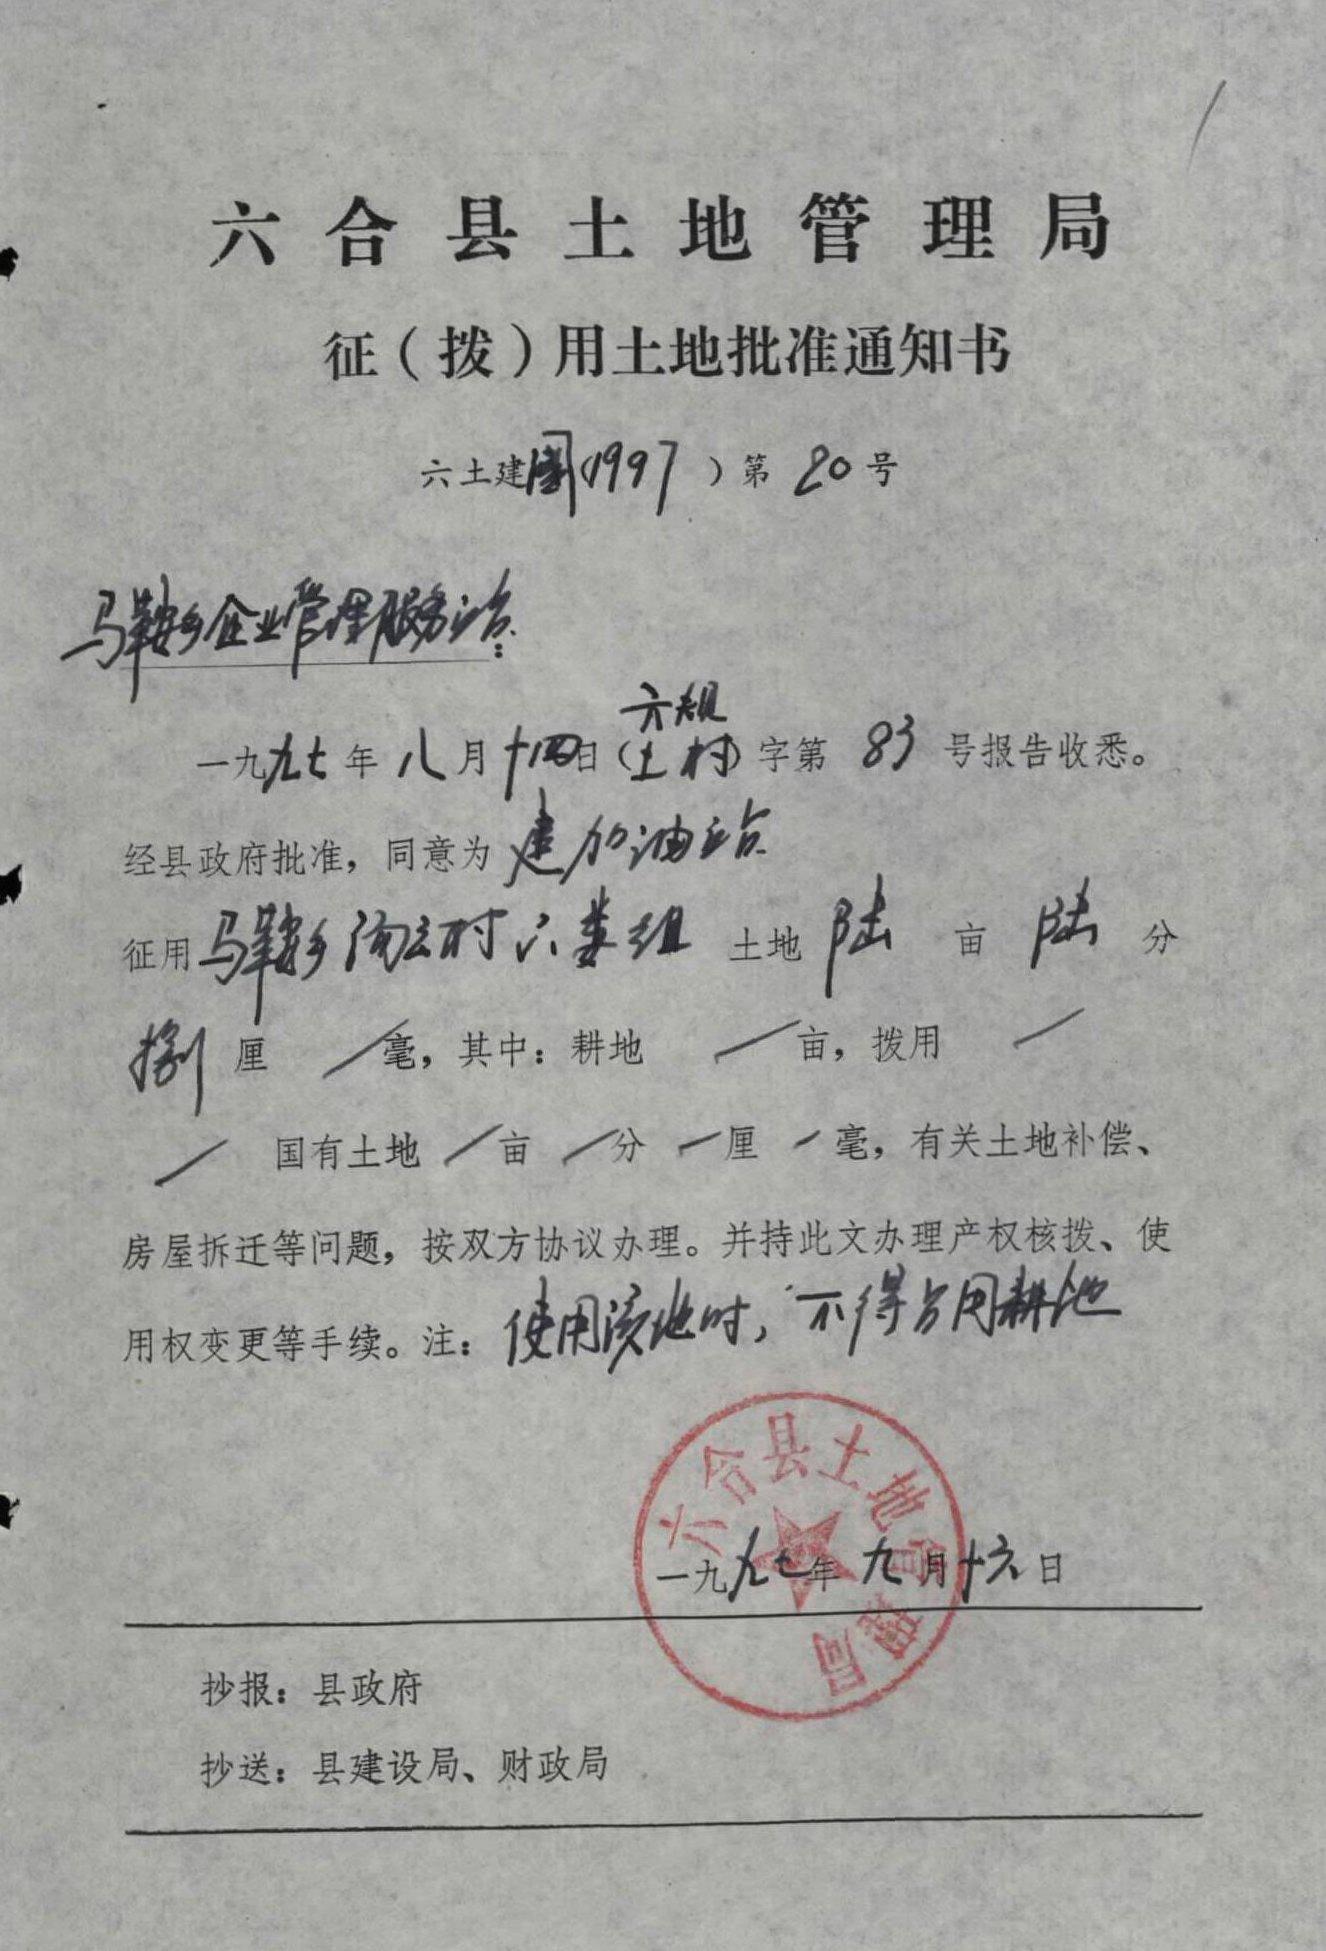 六合县土地管理局
征（拨）用土地批准通知书
六土建国（1997）第 20 号
马鞍乡企业管理服务站：
六规
一九九七年八月十四日（土村）字第 83 号报告收悉。
经县政府批准，同意为建加油站
征用马鞍乡陶云村六娄组 土地陆亩陆分
捌厘／毫，其中：耕地／亩，拨用／
／国有土地／亩／分／厘／毫，有关土地补偿、
房屋拆迁等问题，按双方协议办理。并持此文办理产权核拨、使
用权变更等手续。注：使用该地时，不得占用耕地
六合县土地管理局
一九九七年九月十六日
抄报：县政府
抄送：县建设局、财政局